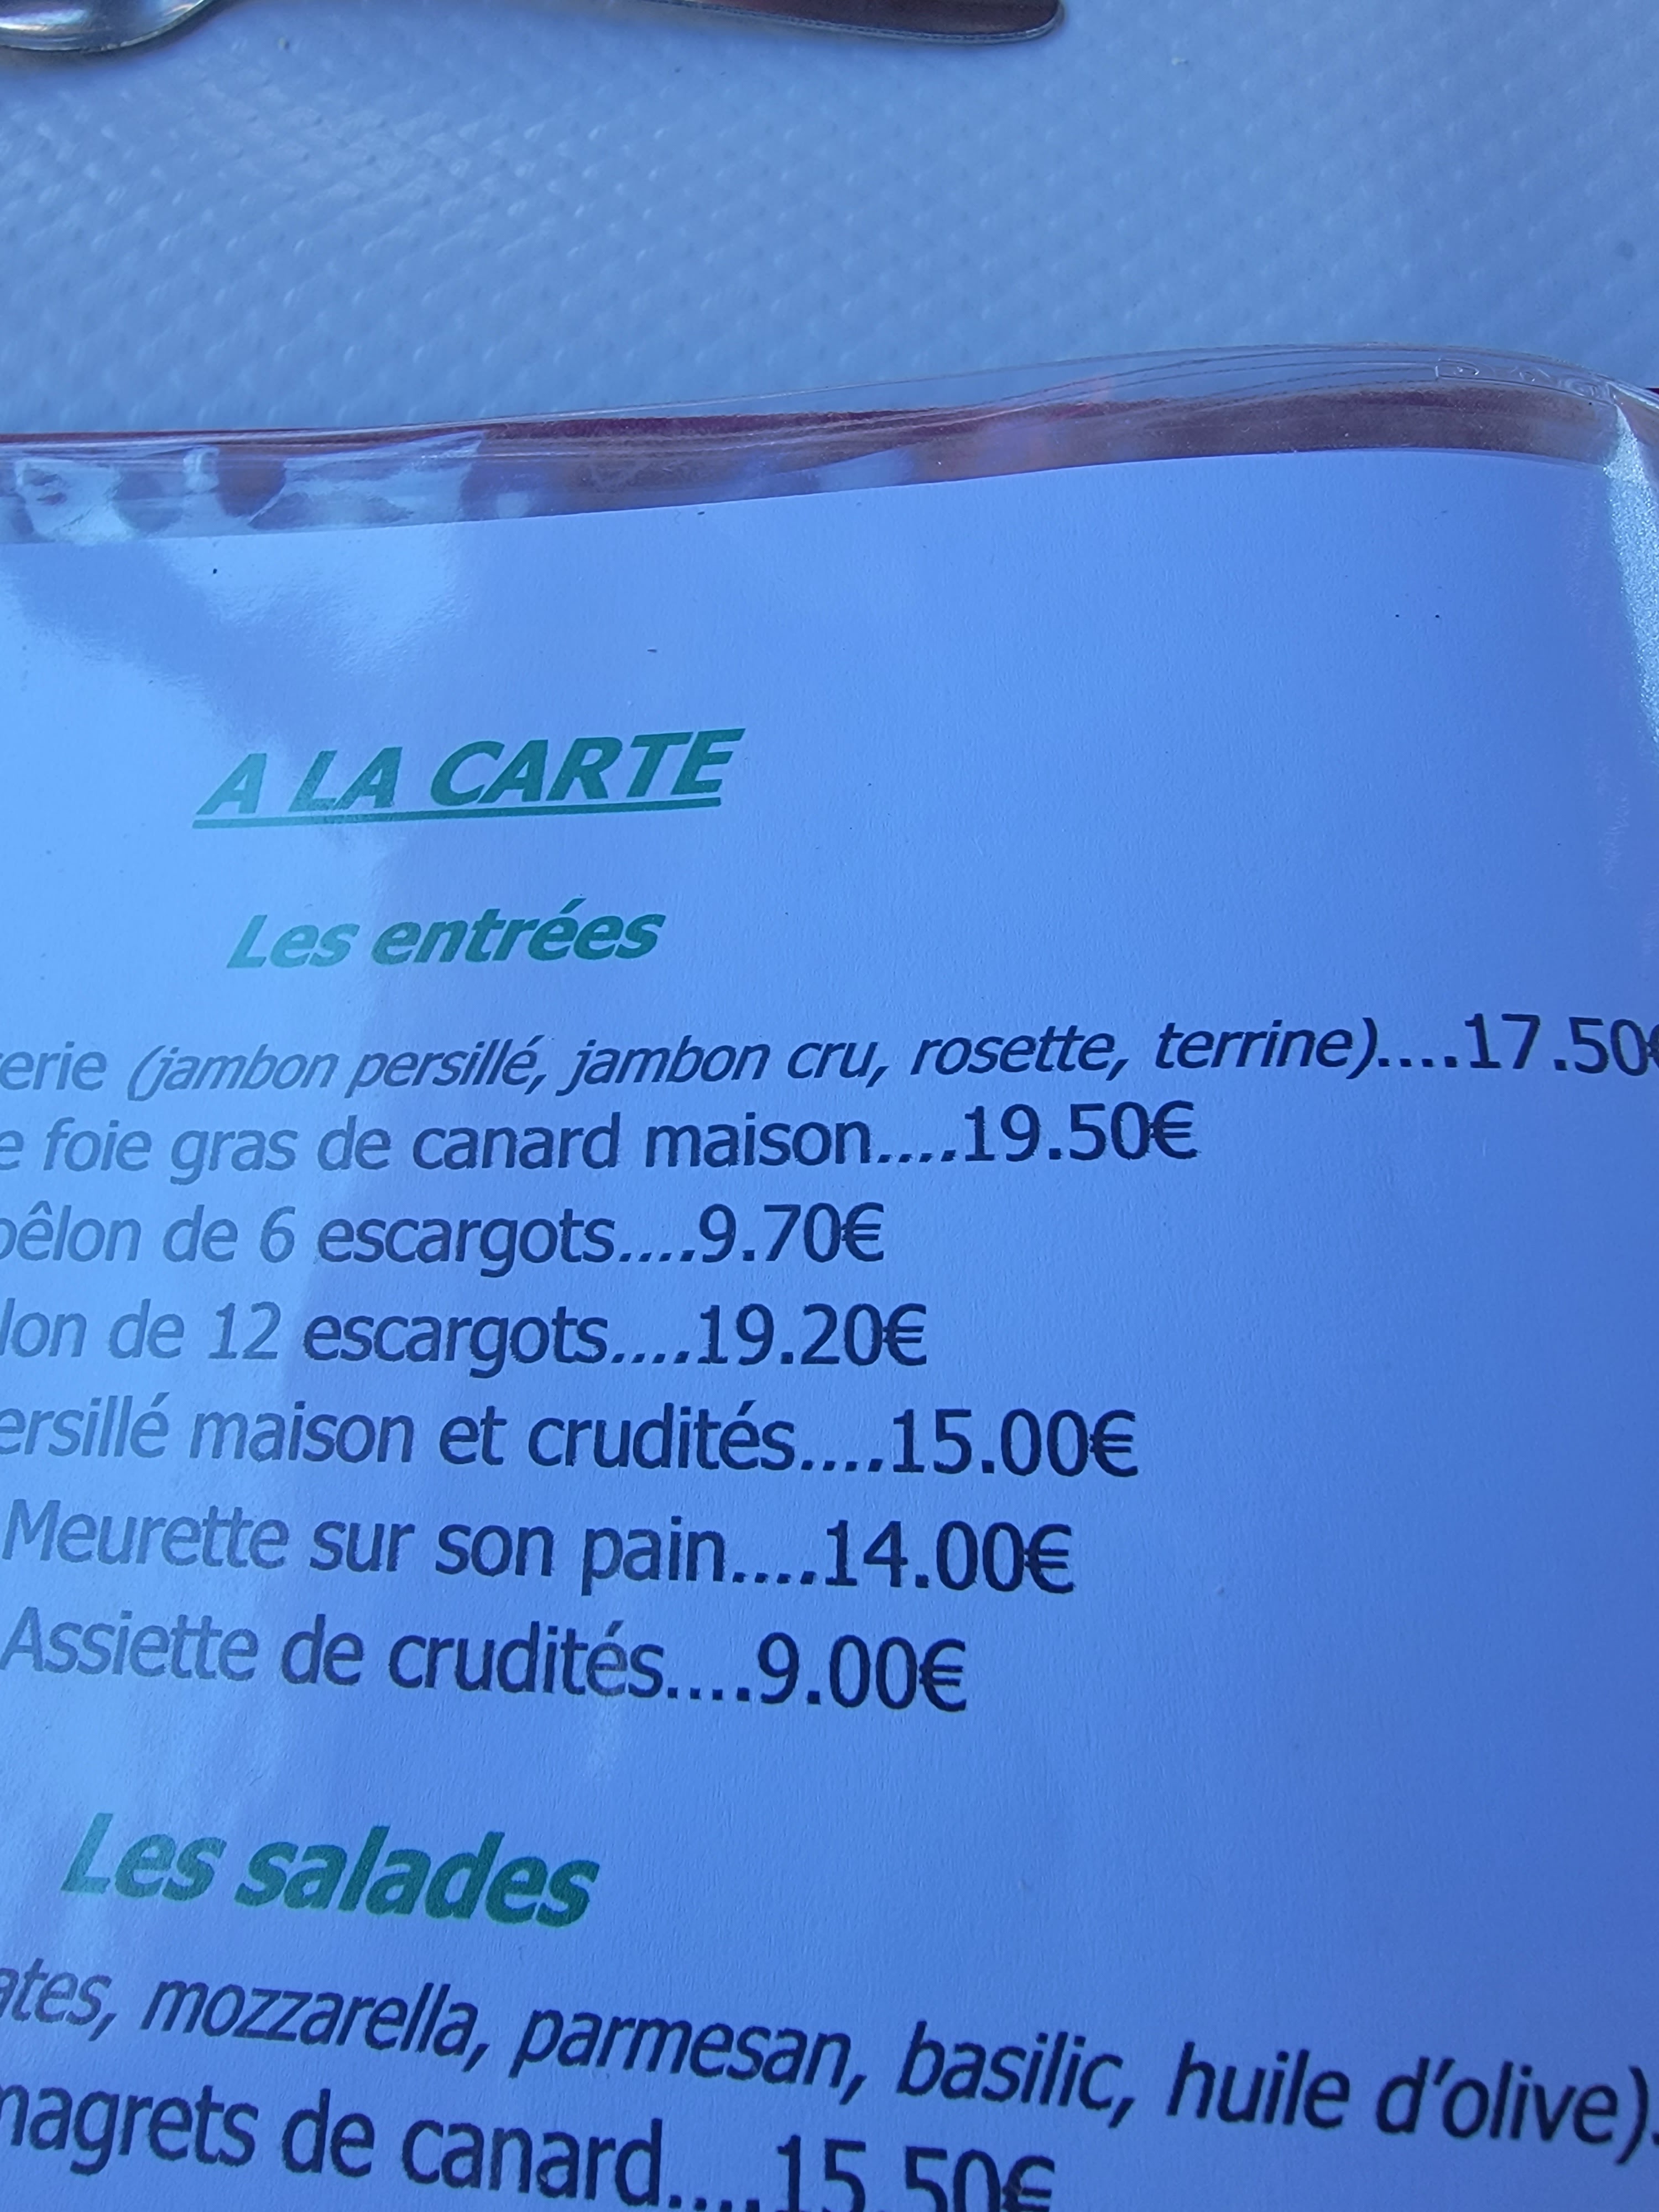 A LA CARTE
Les entrées
erie (jambon persillé, jambon cru, rosette, terrine)....17.50€
e foie gras de canard maison....19.50€
oêlon de 6 escargots....9.70€
lon de 12 escargots....19.20€
ersillé maison et crudités....15.00€
Meurette sur son pain....14.00€
Assiette de crudités....9.00€
Les salades
ates, mozzarella, parmesan, basilic, huile d'olive).
magrets de canard....15.50€